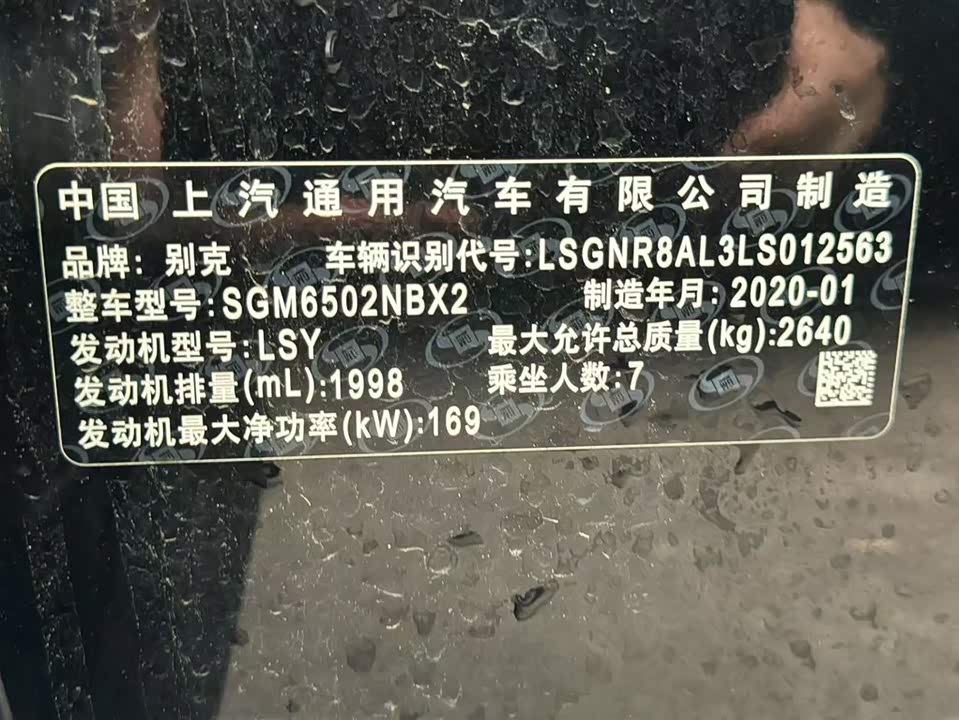 中国 上汽通用汽车有限公司制造
品牌: 别克 车辆识别代号:LSGNR8AL3LS012563
整车型号:SGM6502NBX2 制造年月: 2020-01
发动机型号:LSY 最大允许总质量(kg):2640
发动机排量(mL):1998 乘坐人数:7
发动机最大净功率(kW):169